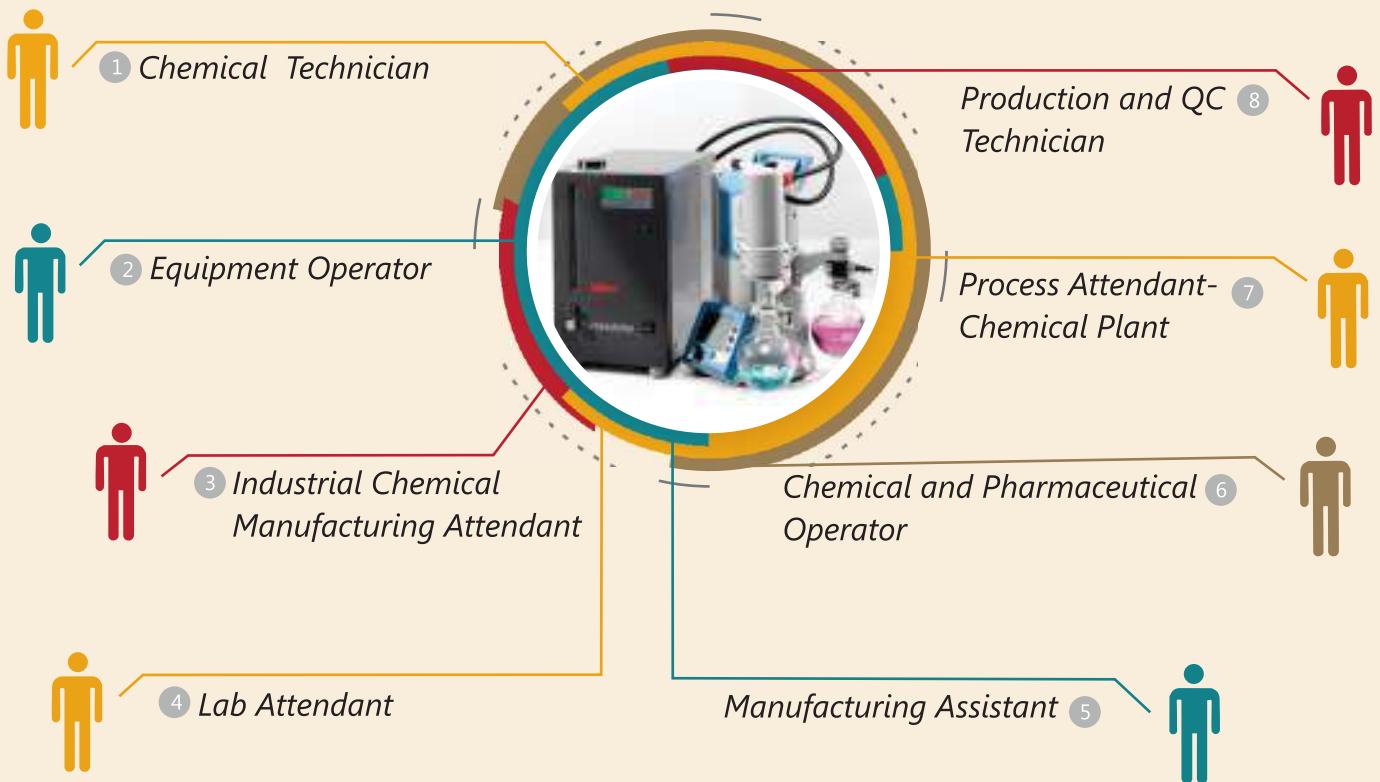 1 Chemical Technician
2 Equipment Operator
3 Industrial Chemical
Manufacturing Attendant
4 Lab Attendant
Manufacturing Assistant 5
Chemical and Pharmaceutical 6
Operator
Process Attendant- 7
Chemical Plant
Production and QC 8
Technician